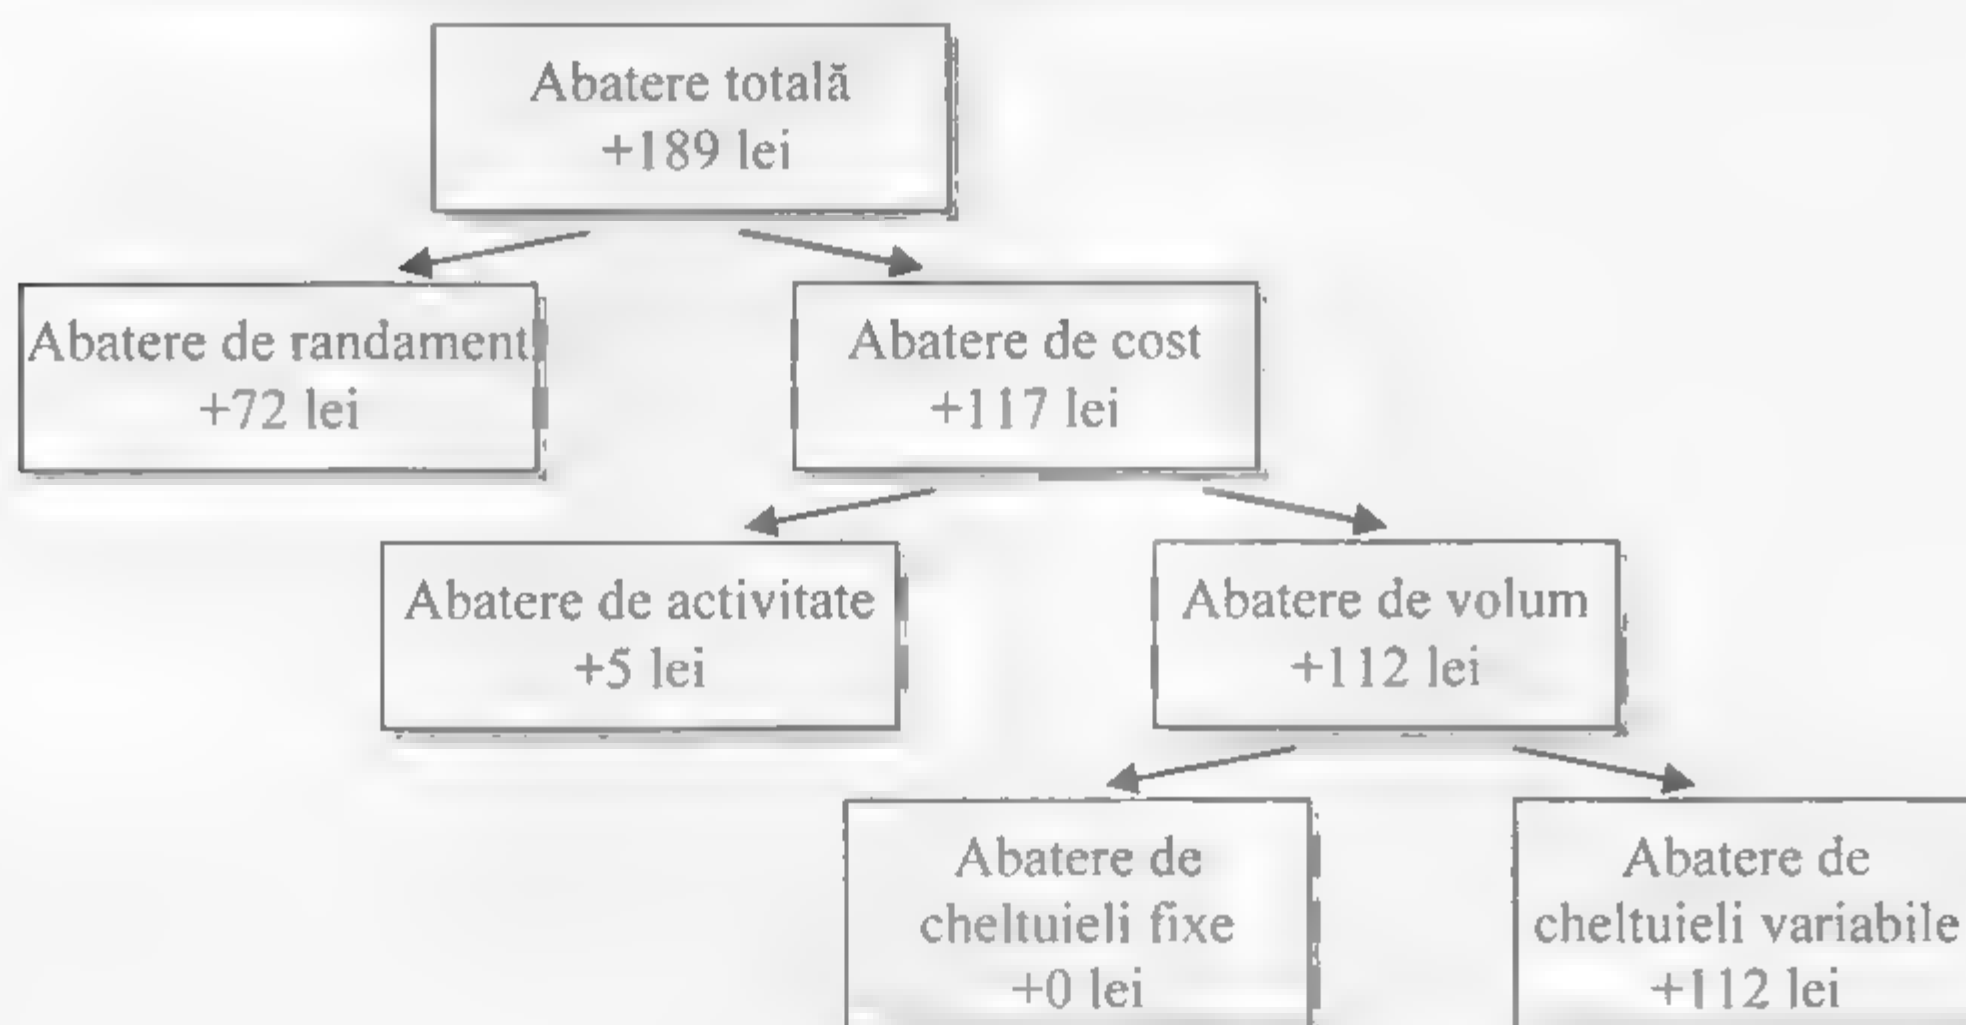 Abatere totală
+189 lei
Abatere de randament
+72 lei
Abatere de cost
+117 lei
Abatere de activitate
+5 lei
Abatere de volum
+112 lei
Abatere de
cheltuieli fixe
+0 lei
Abatere de
cheltuieli variabile
+112 lei